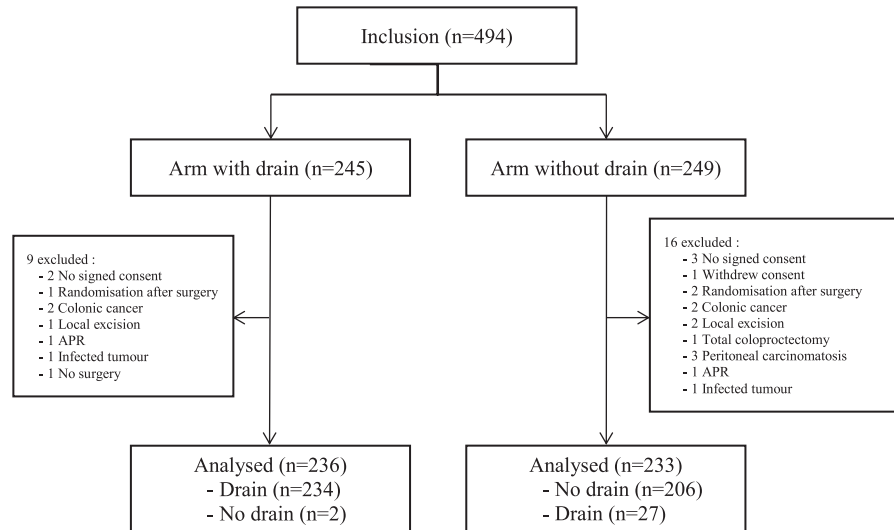 Inclusion (n=494)
Arm with drain (n=245)
Arm without drain (n=249)
9 excluded :
- 2 No signed consent
- 1 Randomisation after surgery
- 2 Colonic cancer
- 1 Local excision
- 1 APR
- 1 Infected tumour
- 1 No surgery
16 excluded :
- 3 No signed consent
- 1 Withdrew consent
- 2 Randomisation after surgery
- 2 Colonic cancer
- 2 Local excision
- 1 Total coloproctectomy
- 3 Peritoneal carcinomatosis
- 1 APR
- 1 Infected tumour
Analysed (n=236)
- Drain (n=234)
- No drain (n=2)
Analysed (n=233)
- No drain (n=206)
- Drain (n=27)